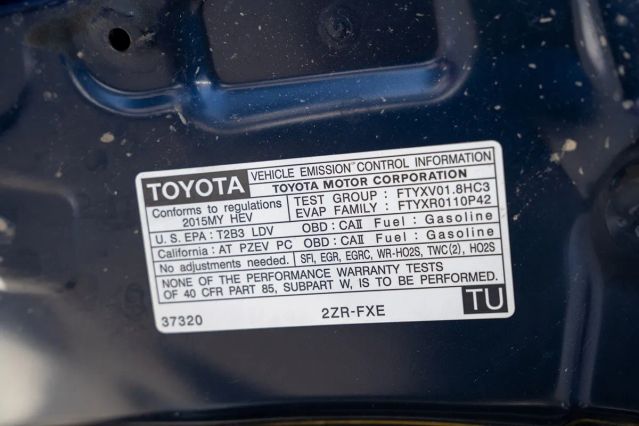 TOYOTA
VEHICLE EMISSION CONTROL INFORMATION
TOYOTA MOTOR CORPORATION
Conforms to regulations
2015MY HEV
TEST GROUP : FTYXV01.8HC3
EVAP FAMILY : FTYXR0110P42
U.S. EPA : T2B3 LDV OBD : CAⅡ Fuel : Gasoline
California : AT PZEV PC OBD : CAⅡ Fuel : Gasoline
No adjustments needed. SFI, EGR, EGRC, WR-HO2S, TWC(2), HO2S
NONE OF THE PERFORMANCE WARRANTY TESTS
OF 40 CFR PART 85, SUBPART W, IS TO BE PERFORMED.
37320 2ZR-FXE TU